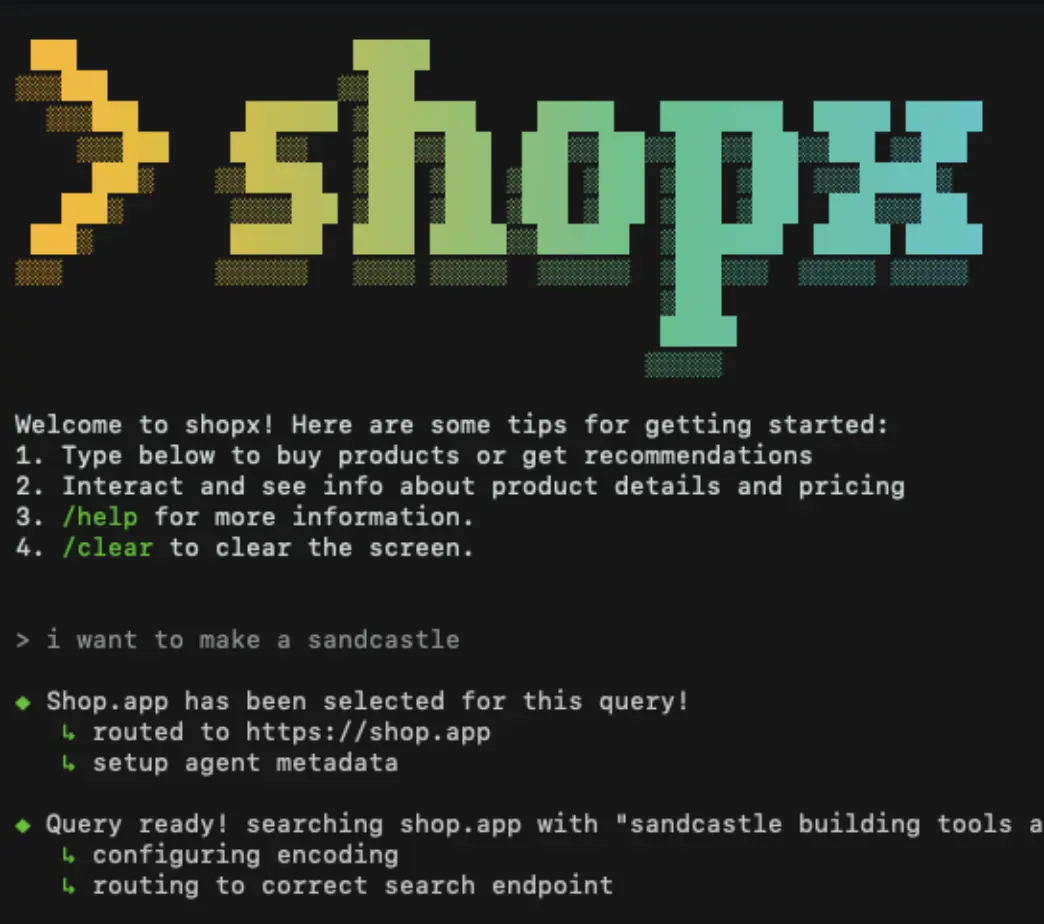 > shopx
Welcome to shopx! Here are some tips for getting started:
1. Type below to buy products or get recommendations
2. Interact and see info about product details and pricing
3. /help for more information.
4. /clear to clear the screen.
> i want to make a sandcastle
◆ Shop.app has been selected for this query!
↳ routed to https://shop.app
↳ setup agent metadata
◆ Query ready! searching shop.app with "sandcastle building tools a
↳ configuring encoding
↳ routing to correct search endpoint